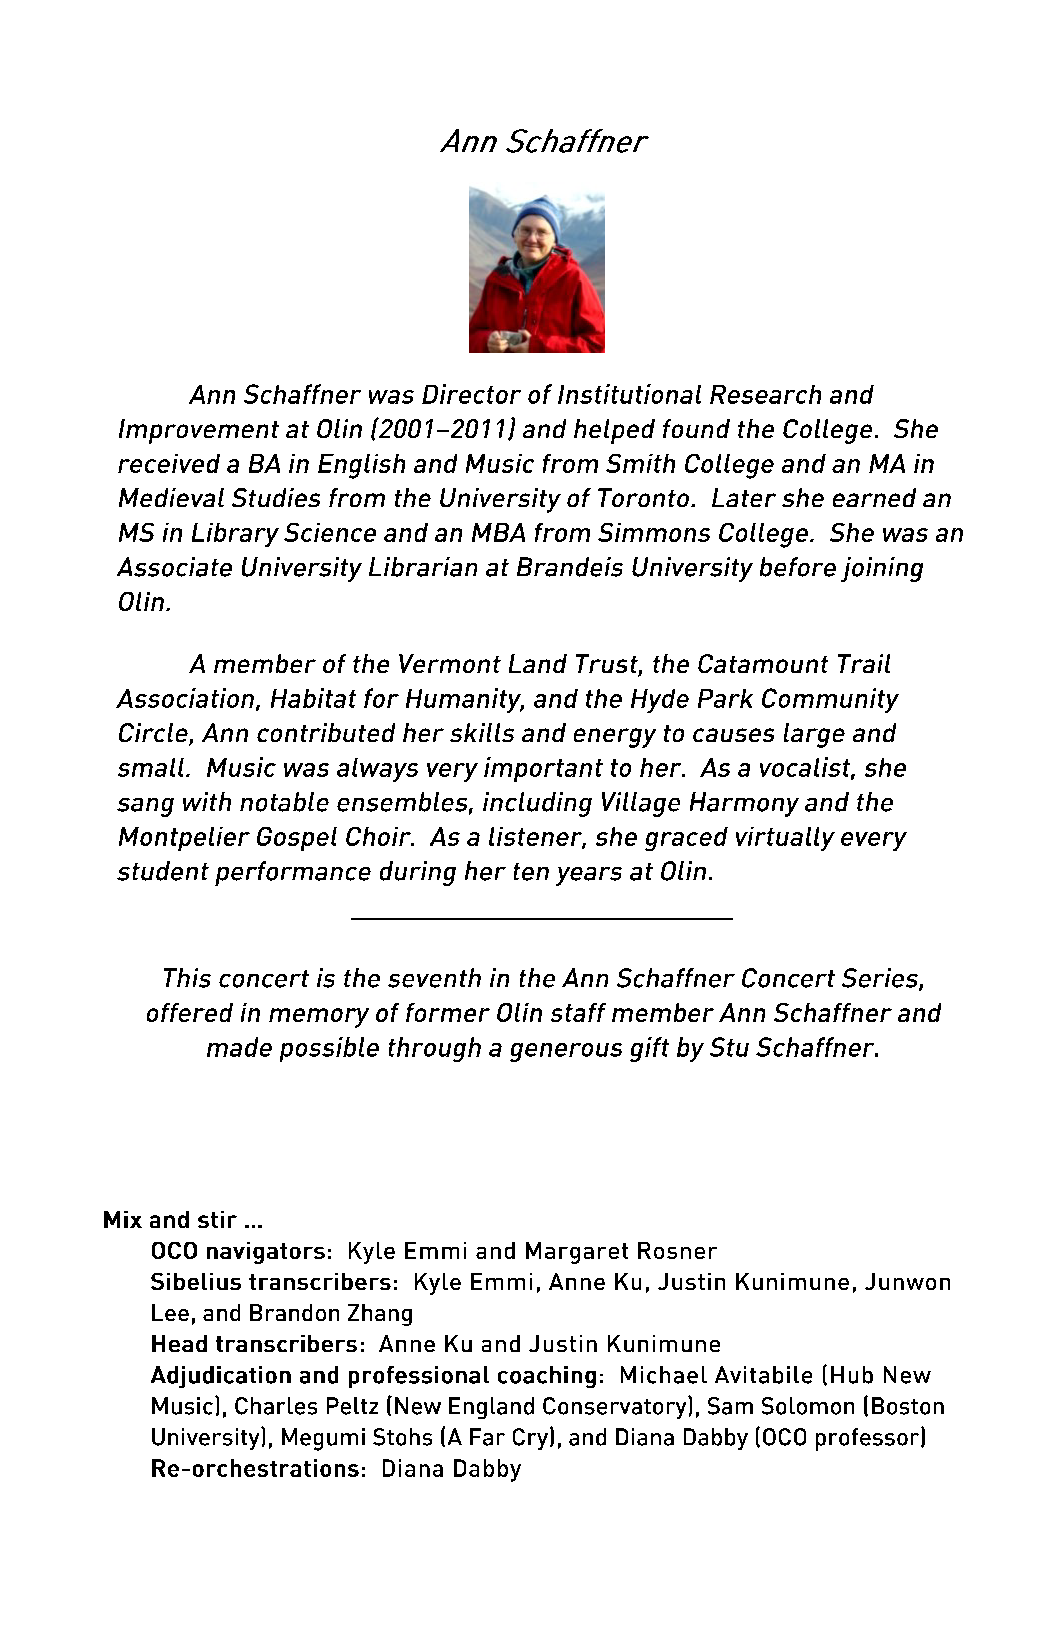 Ann Schaffner
Ann Schaffner was Director of Institutional Research and
Improvement at Olin (2001–2011) and helped found the College.  She
received a BA in English and Music from Smith College and an MA in
Medieval Studies from the University of Toronto.  Later she earned an
MS in Library Science and an MBA from Simmons College.  She was an
Associate University Librarian at Brandeis University before joining
Olin.
A member of the Vermont Land Trust, the Catamount Trail
Association, Habitat for Humanity, and the Hyde Park Community
Circle, Ann contributed her skills and energy to causes large and
small.  Music was always very important to her.  As a vocalist, she
sang with notable ensembles, including Village Harmony and the
Montpelier Gospel Choir.  As a listener, she graced virtually every
student performance during her ten years at Olin.
This concert is the seventh in the Ann Schaffner Concert Series,
offered in memory of former Olin staff member Ann Schaffner and
made possible through a generous gift by Stu Schaffner.
Mix and stir ...
OCO navigators:  Kyle Emmi and Margaret Rosner
Sibelius transcribers:  Kyle Emmi, Anne Ku, Justin Kunimune, Junwon
Lee, and Brandon Zhang
Head transcribers:  Anne Ku and Justin Kunimune
Adjudication and professional coaching:  Michael Avitabile (Hub New
Music), Charles Peltz (New England Conservatory), Sam Solomon (Boston
University), Megumi Stohs (A Far Cry), and Diana Dabby (OCO professor)
Re-orchestrations:  Diana Dabby